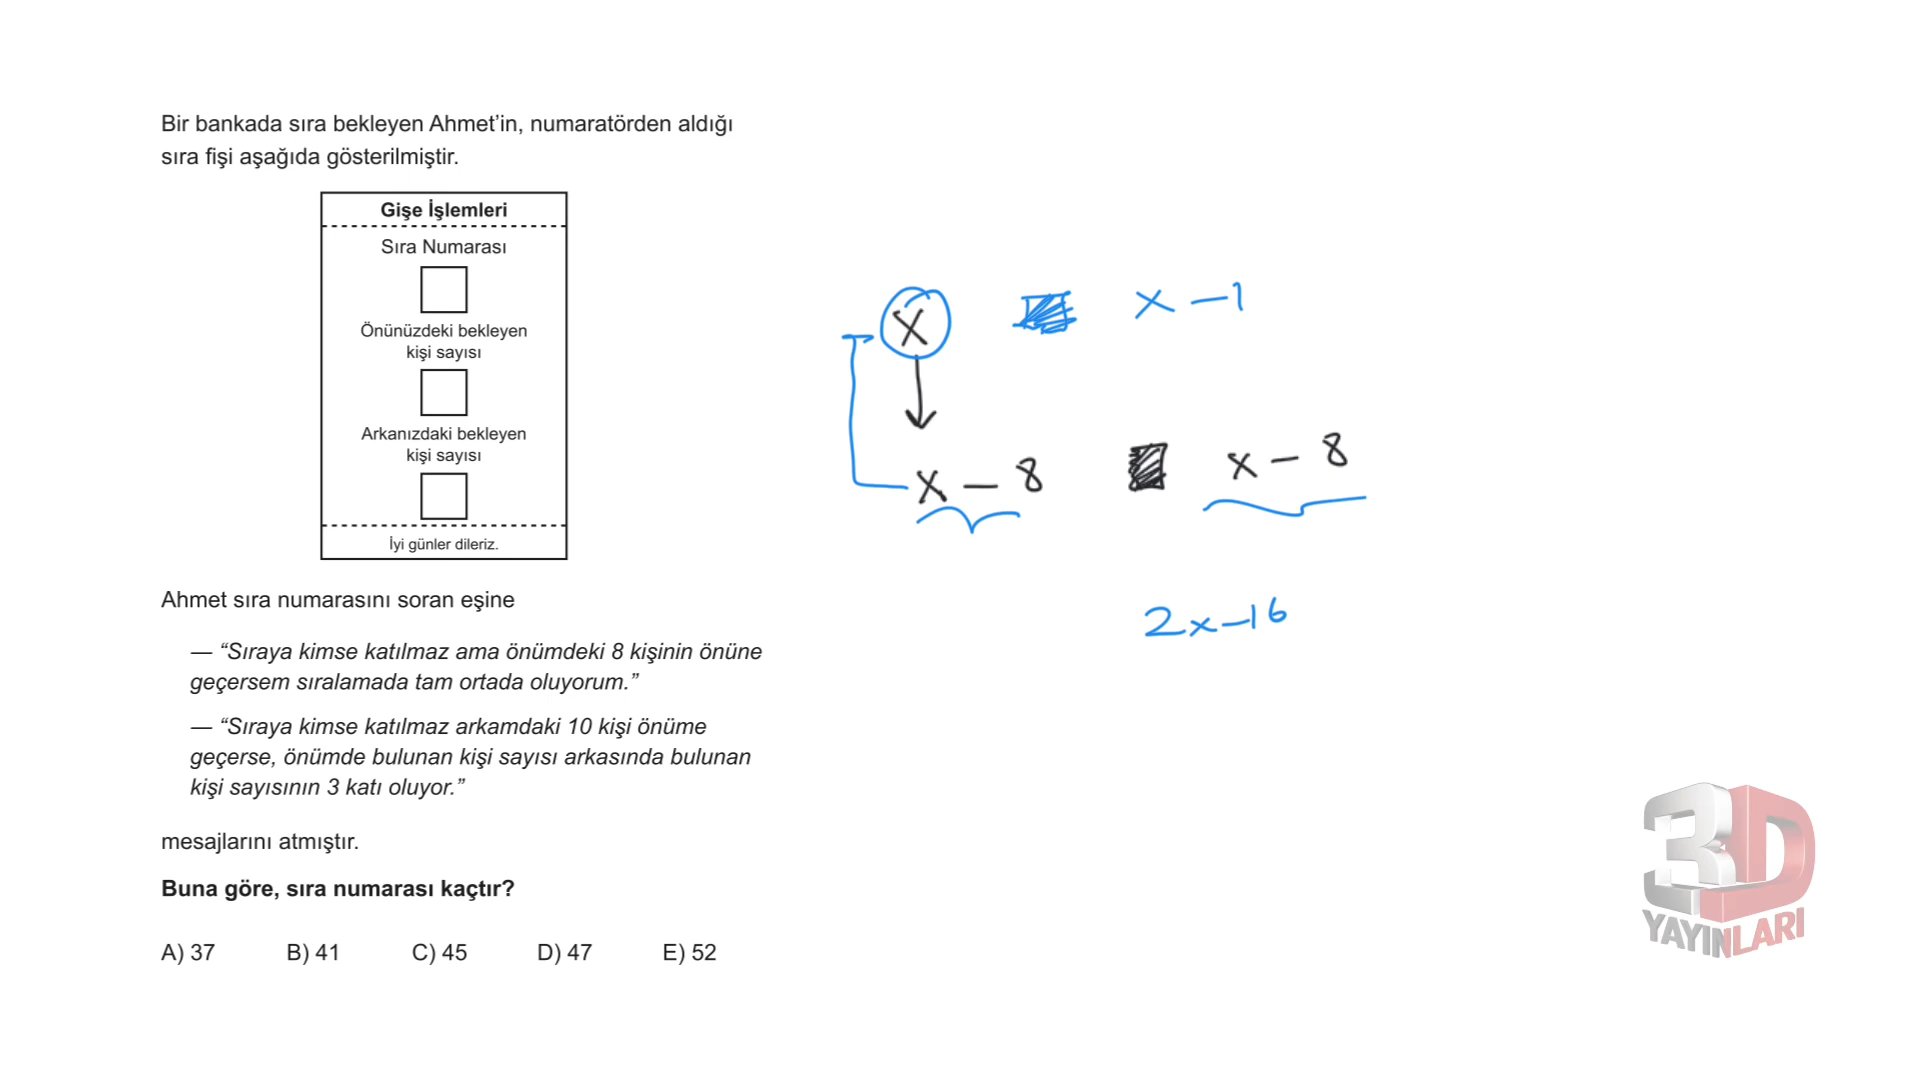 Bir bankada sıra bekleyen Ahmet’in, numaratörden aldığı
sıra fişi aşağıda gösterilmiştir.
Gişe İşlemleri
Sıra Numarası
Önünüzdeki bekleyen
kişi sayısı
Arkanızdaki bekleyen
kişi sayısı
İyi günler dileriz.
Ahmet sıra numarasını soran eşine
— “Sıraya kimse katılmaz ama önümdeki 8 kişinin önüne
geçersem sıralamada tam ortada oluyorum.”
— “Sıraya kimse katılmaz arkamdaki 10 kişi önüme
geçerse, önümde bulunan kişi sayısı arkasında bulunan
kişi sayısının 3 katı oluyor.”
mesajlarını atmıştır.
Buna göre, sıra numarası kaçtır?
A) 37 B) 41 C) 45 D) 47 E) 52
x x - 1
x - 8 x - 8
2x - 16
3D
YAYINLARI